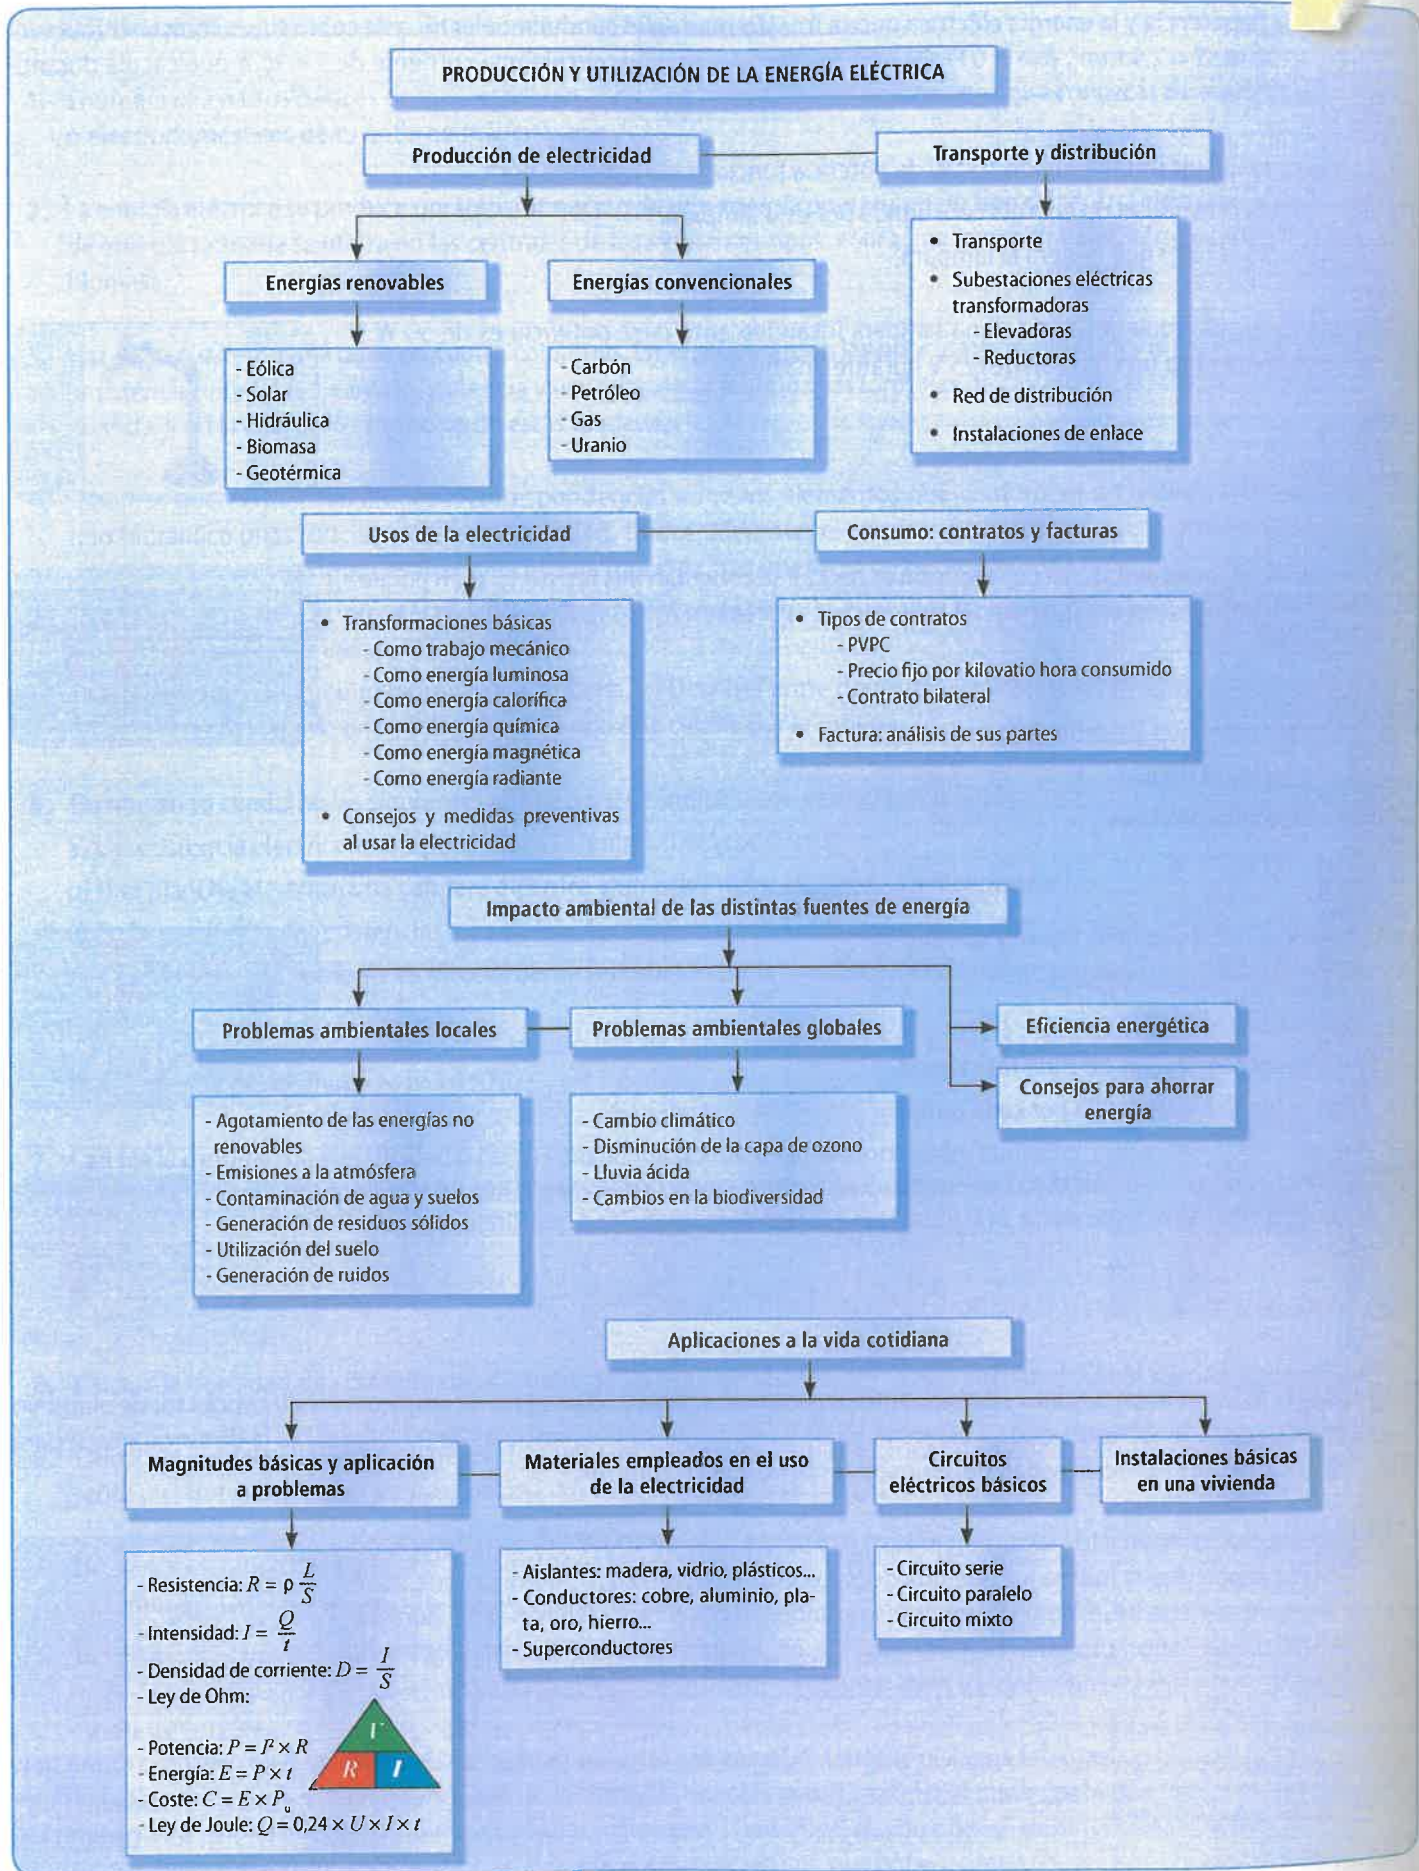 PRODUCCIÓN Y UTILIZACIÓN DE LA ENERGÍA ELÉCTRICA
Producción de electricidad
Transporte y distribución
Energías renovables
Energías convencionales
- Eólica
- Solar
- Hidráulica
- Biomasa
- Geotérmica
- Carbón
- Petróleo
- Gas
- Uranio
• Transporte
• Subestaciones eléctricas
transformadoras
- Elevadoras
- Reductoras
• Red de distribución
• Instalaciones de enlace
Usos de la electricidad
Consumo: contratos y facturas
• Transformaciones básicas
- Como trabajo mecánico
- Como energía luminosa
- Como energía calorífica
- Como energía química
- Como energía magnética
- Como energía radiante
• Consejos y medidas preventivas
al usar la electricidad
• Tipos de contratos
- PVPC
- Precio fijo por kilovatio hora consumido
- Contrato bilateral
• Factura: análisis de sus partes
Impacto ambiental de las distintas fuentes de energía
Problemas ambientales locales
Problemas ambientales globales
Eficiencia energética
Consejos para ahorrar
energía
- Agotamiento de las energías no
renovables
- Emisiones a la atmósfera
- Contaminación de agua y suelos
- Generación de residuos sólidos
- Utilización del suelo
- Generación de ruidos
- Cambio climático
- Disminución de la capa de ozono
- Lluvia ácida
- Cambios en la biodiversidad
Aplicaciones a la vida cotidiana
Magnitudes básicas y aplicación
a problemas
Materiales empleados en el uso
de la electricidad
Circuitos
eléctricos básicos
Instalaciones básicas
en una vivienda
- Resistencia: R = ρ L/S
- Intensidad: I = Q/t
- Densidad de corriente: D = I/S
- Ley de Ohm:
- Potencia: P = I² × R
- Energía: E = P × t
- Coste: C = E × Pu
- Ley de Joule: Q = 0,24 × U × I × t
R I
- Aislantes: madera, vidrio, plásticos...
- Conductores: cobre, aluminio, pla-
ta, oro, hierro...
- Superconductores
- Circuito serie
- Circuito paralelo
- Circuito mixto